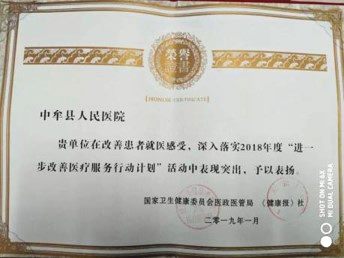 荣誉
证书
HONOR CERTIFICATE
中牟县人民医院
贵单位在改善患者就医感受，深入落实2018年度“进
一步改善医疗服务行动计划”活动中表现突出，予以表扬。
国家卫生健康委员会医政医管局 《健康报》社
二零一九年一月
SHOT ON MI 6X
MI DUAL CAMERA